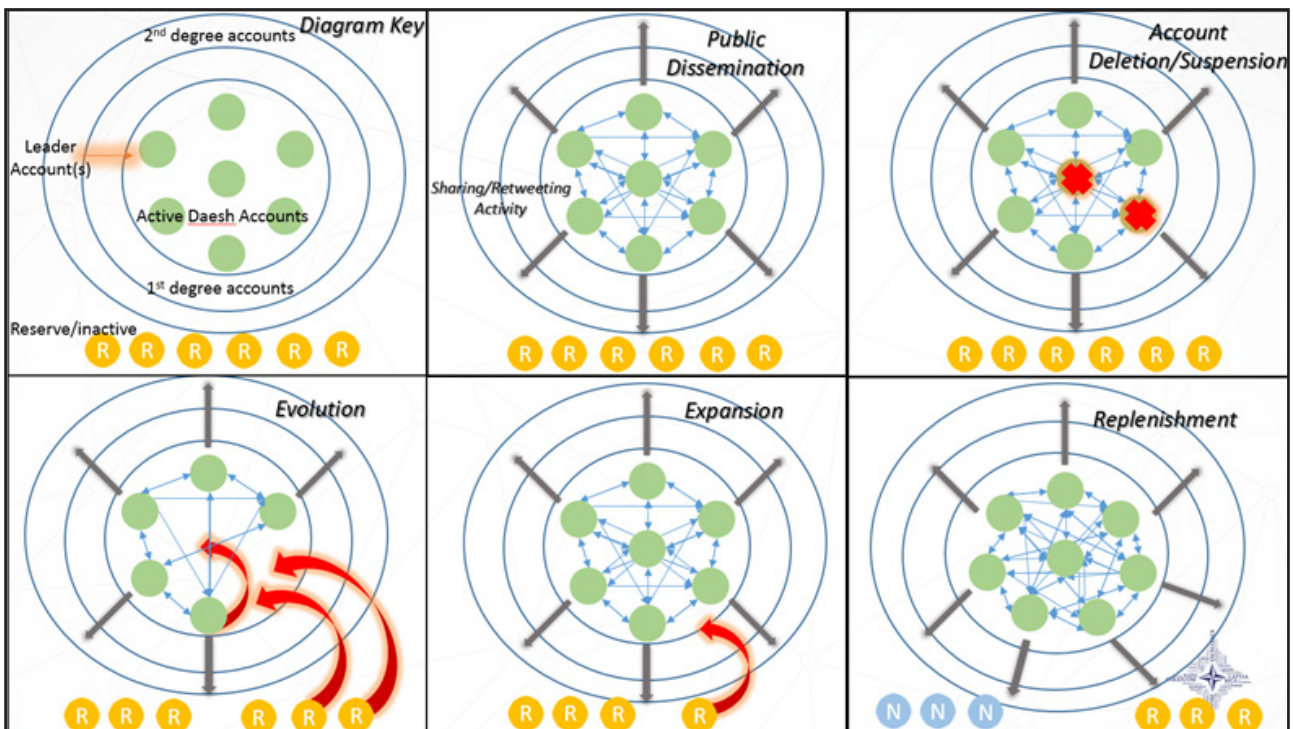 Diagram Key
2nd degree accounts
Leader
Account(s)
Active Daesh Accounts
1st degree accounts
Reserve/inactive
R R R R R R
Public
Dissemination
Sharing/Retweeting
Activity
R R R R R R
Account
Deletion/Suspension
R R R R R R
Evolution
R R R R R R
Expansion
R R R R
Replenishment
N N N R R R